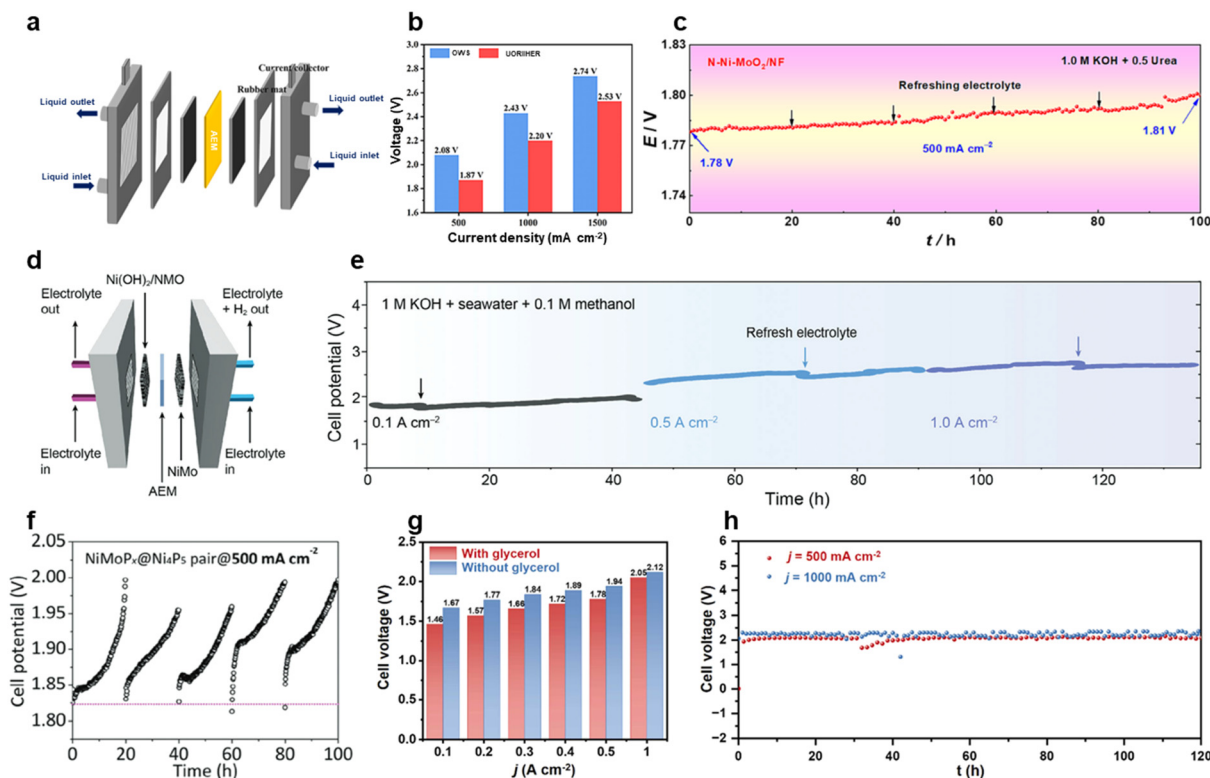 a
Current/collector
Rubber mat
Liquid outlet
Liquid outlet
AEM
Liquid inlet
Liquid inlet
b
OWS
UOR||HER
Voltage (V)
3.0
2.8
2.6
2.4
2.2
2.0
1.8
1.6
2.08 V
1.87 V
2.43 V
2.20 V
2.74 V
2.53 V
500
1000
1500
Current density (mA cm⁻²)
c
N-Ni-MoO₂/NF
1.0 M KOH + 0.5 Urea
Refreshing electrolyte
1.78 V
500 mA cm⁻²
1.81 V
E / V
1.83
1.80
1.77
1.74
0
20
40
60
80
100
t / h
d
Ni(OH)₂/NMO
Electrolyte
out
Electrolyte
+ H₂ out
Electrolyte
in
NiMo
Electrolyte
in
AEM
e
1 M KOH + seawater + 0.1 M methanol
Refresh electrolyte
0.1 A cm⁻²
0.5 A cm⁻²
1.0 A cm⁻²
Cell potential (V)
4
3
2
1
0
20
40
60
80
100
120
Time (h)
f
NiMoPₓ@Ni₄P₅ pair@500 mA cm⁻²
Cell potential (V)
2.05
2.00
1.95
1.90
1.85
1.80
0
20
40
60
80
100
Time (h)
g
With glycerol
Without glycerol
Cell voltage (V)
2.5
2.0
1.5
1.0
0.5
0.0
1.46
1.67
1.57
1.77
1.66
1.84
1.72
1.89
1.78
1.94
2.05
2.12
0.1
0.2
0.3
0.4
0.5
1
j (A cm⁻²)
h
j = 500 mA cm⁻²
j = 1000 mA cm⁻²
Cell voltage (V)
6
5
4
3
2
1
0
-1
-2
0
20
40
60
80
100
120
t (h)